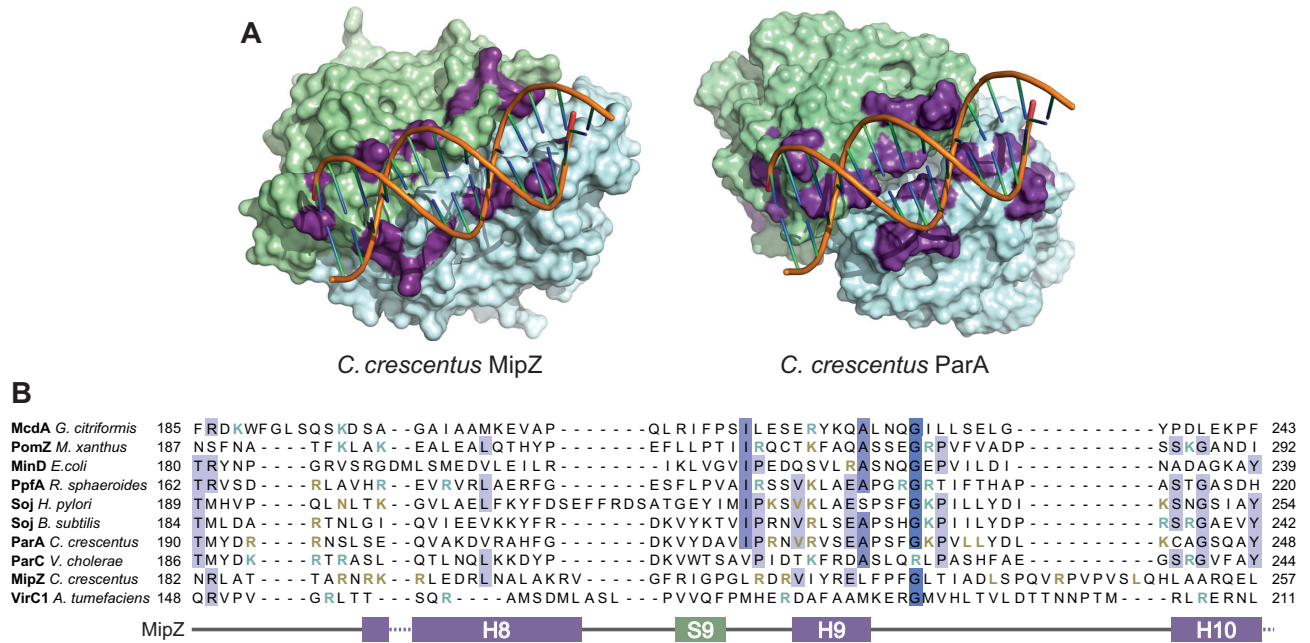 A
C. crescentus MipZ
C. crescentus ParA
B
McdA G. citriformis 185 FRDKWFGLSQSKDSA--GAIAAMKEVAP--------QLRIFPSILESERYKQALNQGILLSELG------------YPDLEKPF 243
PomZ M. xanthus 187 NSFNA-----TFKLAK--EALEALQTHYP--------EFLLPTIIRQCTKFAQASSEGRPVFVADP-----------SKGANDI 292
MinD E.coli 180 TRYNP-----GRVSRGDMLSMEDVLEILR--------IKLVGVIPEDQSVLRASNQGEPVILDI------------NADAGKAY 239
PpfA R. sphaeroides 162 TRVSD-----RLAVHR--EVRVRLAERFG--------ESFLPVAIRSSVKLAEAPGRGRTIFTHAP-----------ASTGASDH 220
Soj H. pylori 189 TMHVP-----QLNLTK--GVLAELFKYFDSEFFRDSATGEYIMIPKSVKLAESPSFGKPILLYDI-----------KSNGSIAY 254
Soj B. subtilis 184 TMLDA-----RTNLGI--QVIEEVKKYFR--------DKVYKTVIPRNVRLSEAPSHGKPIILYDP-----------RSRGAEVY 242
ParA C. crescentus 190 TMYDR-----RNSLSE--QVAKDVRAHFG--------DKVYDAVIPRNVRVSEAPSFGKPVLLYDL-----------KCAGSQAY 248
ParC V. cholerae 186 TMYDK-----RTRASL--QTLNQLKKDYP--------DKVWTSAVPIDTKFRDASLQRLPASHFAE-----------GSRGVFAY 244
MipZ C. crescentus 182 NRLAT---TARNRKK--RLEDRLNALAKRV-------GFRIGPGLRDRVIYRELFPFGLTIADLSPQVRPVPVSLQHLAARQEL 257
VirC1 A. tumefaciens 148 QRVPV---GRLTT---SQR----AMSDMLASL-PVVQFPMHERDAFAAMKERGMVHLTVLDTTNNPTM----RLRERNL 211
MipZ H8 S9 H9 H10